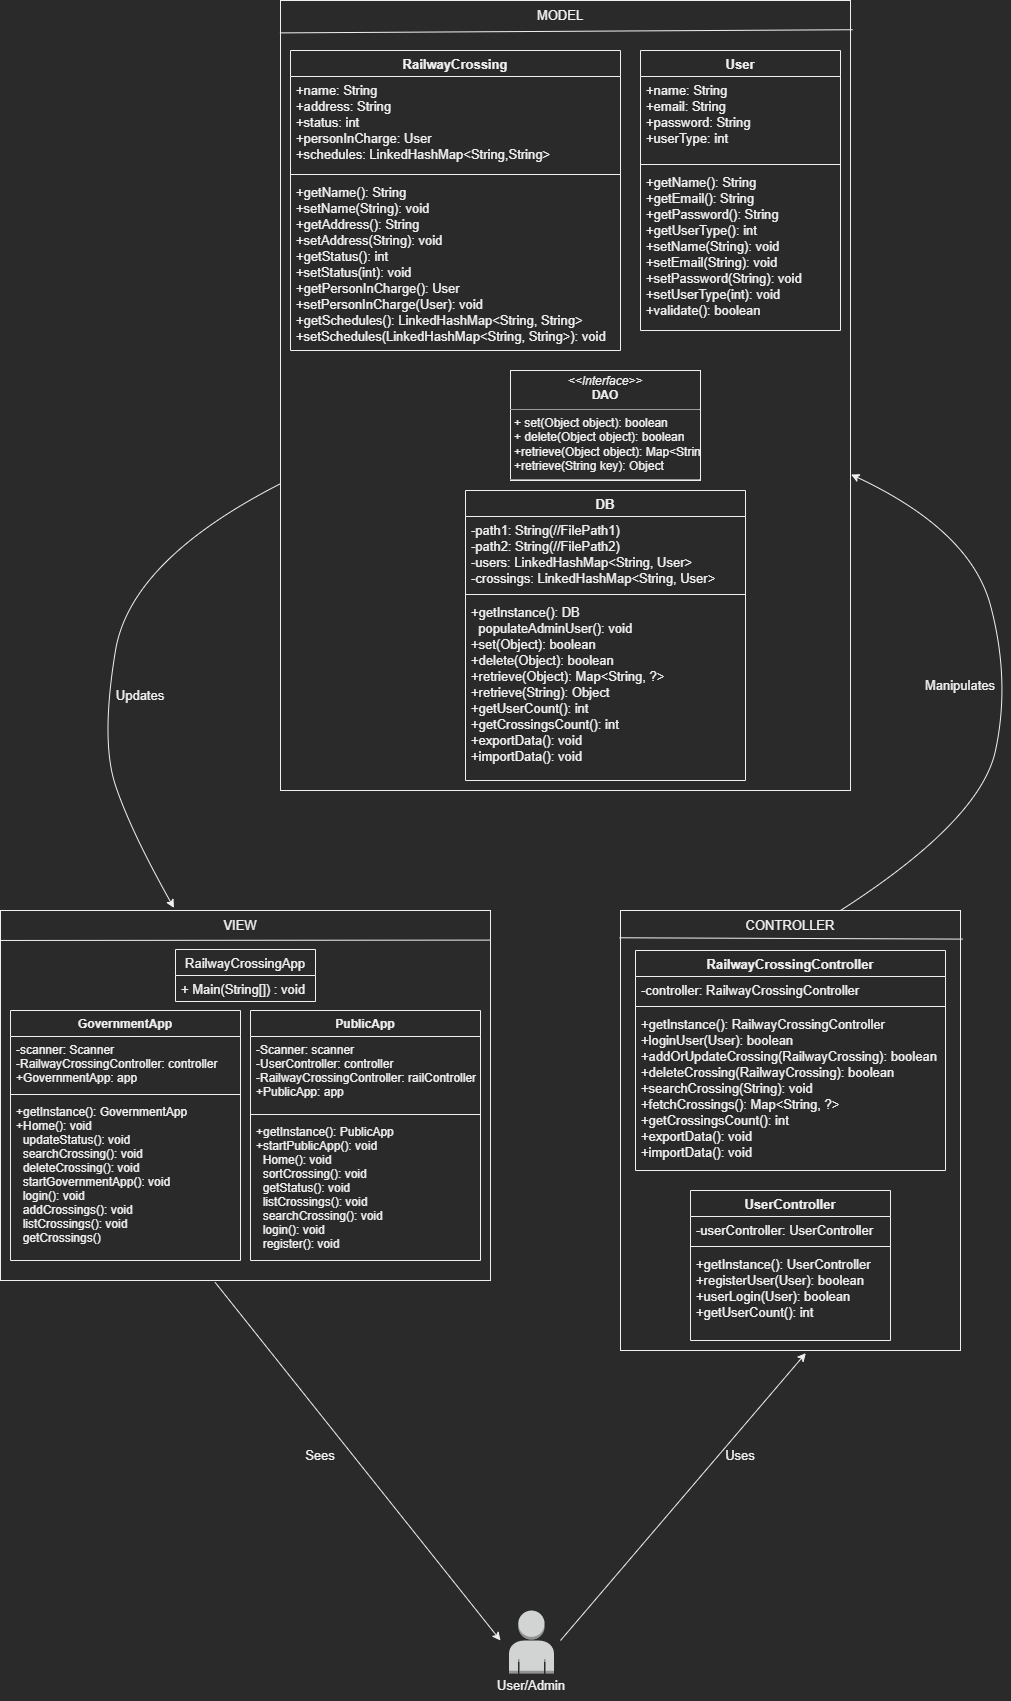 MODEL
RailwayCrossing
+name: String
+address: String
+status: int
+personInCharge: User
+schedules: LinkedHashMap<String,String>
+getName(): String
+setName(String): void
+getAddress(): String
+setAddress(String): void
+getStatus(): int
+setStatus(int): void
+getPersonInCharge(): User
+setPersonInCharge(User): void
+getSchedules(): LinkedHashMap<String, String>
+setSchedules(LinkedHashMap<String, String>): void
User
+name: String
+email: String
+password: String
+userType: int
+getName(): String
+getEmail(): String
+getPassword(): String
+getUserType(): int
+setName(String): void
+setEmail(String): void
+setPassword(String): void
+setUserType(int): void
+validate(): boolean
<<Interface>>
DAO
+ set(Object object): boolean
+ delete(Object object): boolean
+retrieve(Object object): Map<Strin
+retrieve(String key): Object
DB
-path1: String(//FilePath1)
-path2: String(//FilePath2)
-users: LinkedHashMap<String, User>
-crossings: LinkedHashMap<String, User>
+getInstance(): DB
populateAdminUser(): void
+set(Object): boolean
+delete(Object): boolean
+retrieve(Object): Map<String, ?>
+retrieve(String): Object
+getUserCount(): int
+getCrossingsCount(): int
+exportData(): void
+importData(): void
Updates
Manipulates
VIEW
RailwayCrossingApp
+ Main(String[]) : void
GovernmentApp
-scanner: Scanner
-RailwayCrossingController: controller
+GovernmentApp: app
+getInstance(): GovernmentApp
+Home(): void
updateStatus(): void
searchCrossing(): void
deleteCrossing(): void
startGovernmentApp(): void
login(): void
addCrossings(): void
listCrossings(): void
getCrossings()
PublicApp
-Scanner: scanner
-UserController: controller
-RailwayCrossingController: railController
+PublicApp: app
+getInstance(): PublicApp
+startPublicApp(): void
Home(): void
sortCrossing(): void
getStatus(): void
listCrossings(): void
searchCrossing(): void
login(): void
register(): void
CONTROLLER
RailwayCrossingController
-controller: RailwayCrossingController
+getInstance(): RailwayCrossingController
+loginUser(User): boolean
+addOrUpdateCrossing(RailwayCrossing): boolean
+deleteCrossing(RailwayCrossing): boolean
+searchCrossing(String): void
+fetchCrossings(): Map<String, ?>
+getCrossingsCount(): int
+exportData(): void
+importData(): void
UserController
-userController: UserController
+getInstance(): UserController
+registerUser(User): boolean
+userLogin(User): boolean
+getUserCount(): int
Sees
Uses
User/Admin